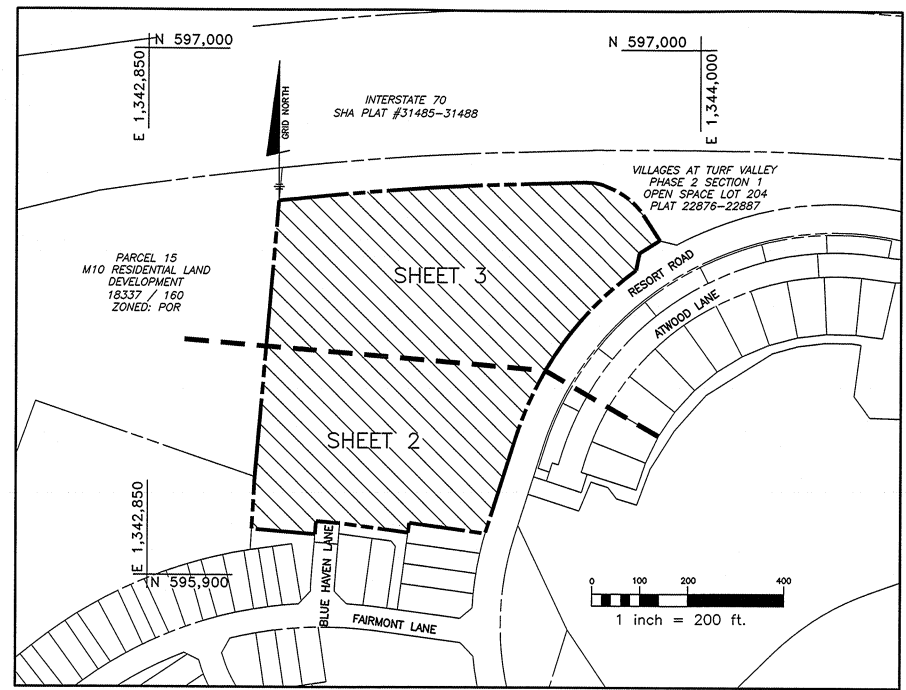 N 597,000
E 1,342,850
N 597,000
E 1,344,000
GRID NORTH
INTERSTATE 70
SHA PLAT #31485-31488
VILLAGES AT TURF VALLEY
PHASE 2 SECTION 1
OPEN SPACE LOT 204
PLAT 22876-22887
PARCEL 15
M10 RESIDENTIAL LAND
DEVELOPMENT
18337 / 160
ZONED: POR
SHEET 3
RESORT ROAD
ATWOOD LANE
SHEET 2
E 1,342,850
N 595,900
BLUE HAVEN LANE
FAIRMONT LANE
0 100 200 400
1 inch = 200 ft.